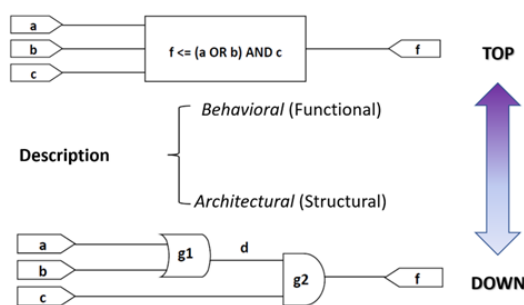 a
b
c
f <= (a OR b) AND c
f
TOP
Behavioral (Functional)
Description
Architectural (Structural)
a
b
c
g1
d
g2
f
DOWN